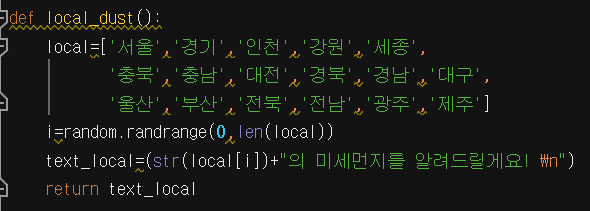 def local_dust():
local=['서울','경기','인천','강원','세종',
'충북','충남','대전','경북','경남','대구',
'울산','부산','전북','전남','광주','제주']
i=random.randrange(0,len(local))
text_local=(str(local[i])+"의 미세먼지를 알려드릴게요! ₩n")
return text_local